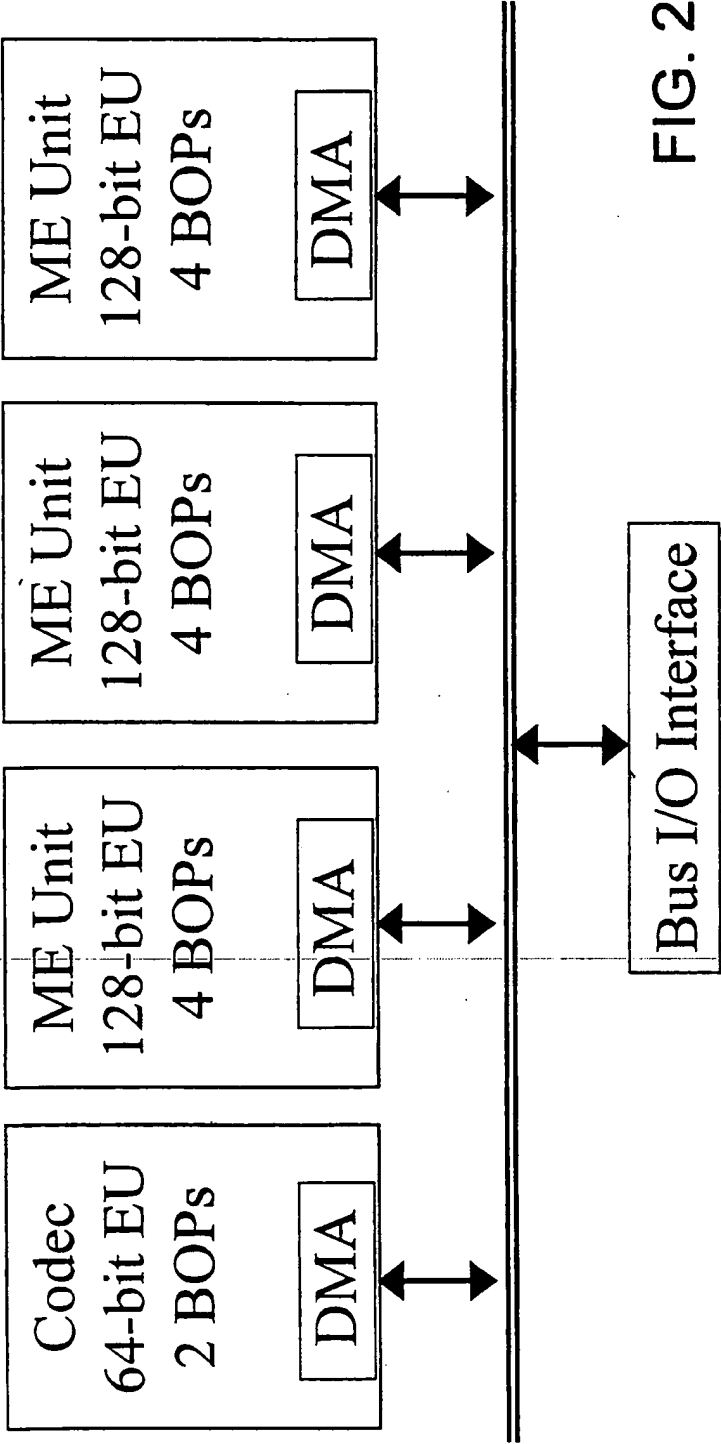 Codec
64-bit EU
2 BOPs
DMA
ME Unit
128-bit EU
4 BOPs
DMA
ME Unit
128-bit EU
4 BOPs
DMA
ME Unit
128-bit EU
4 BOPs
DMA
Bus I/O Interface
FIG. 2